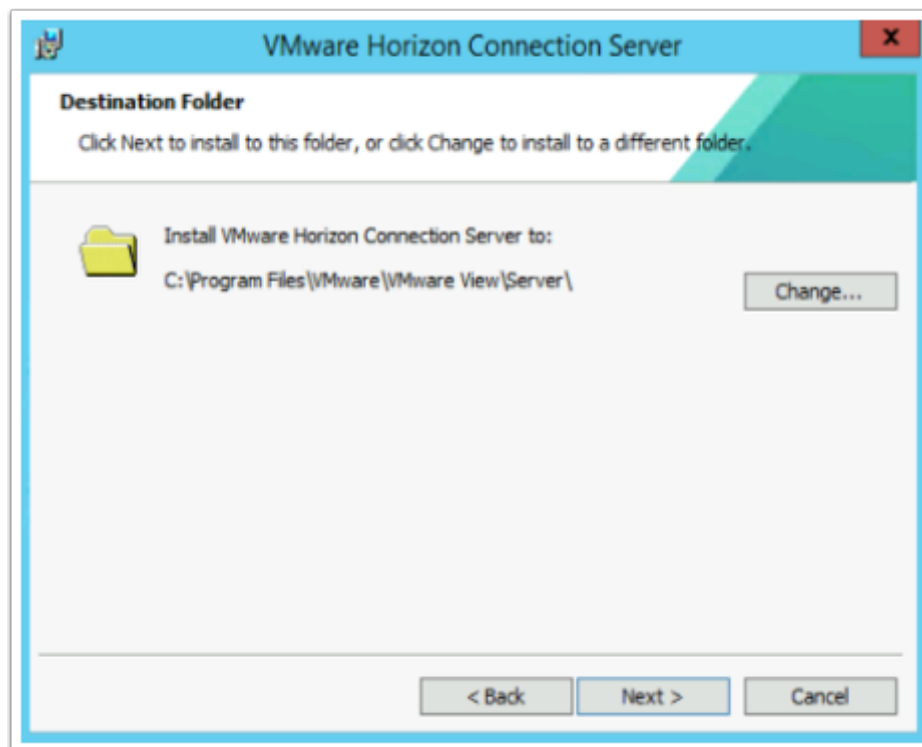 VMware Horizon Connection Server
x
Destination Folder
Click Next to install to this folder, or click Change to install to a different folder.
Install VMware Horizon Connection Server to:
C:\Program Files\VMware\VMware View\Server\
Change...
< Back
Next >
Cancel